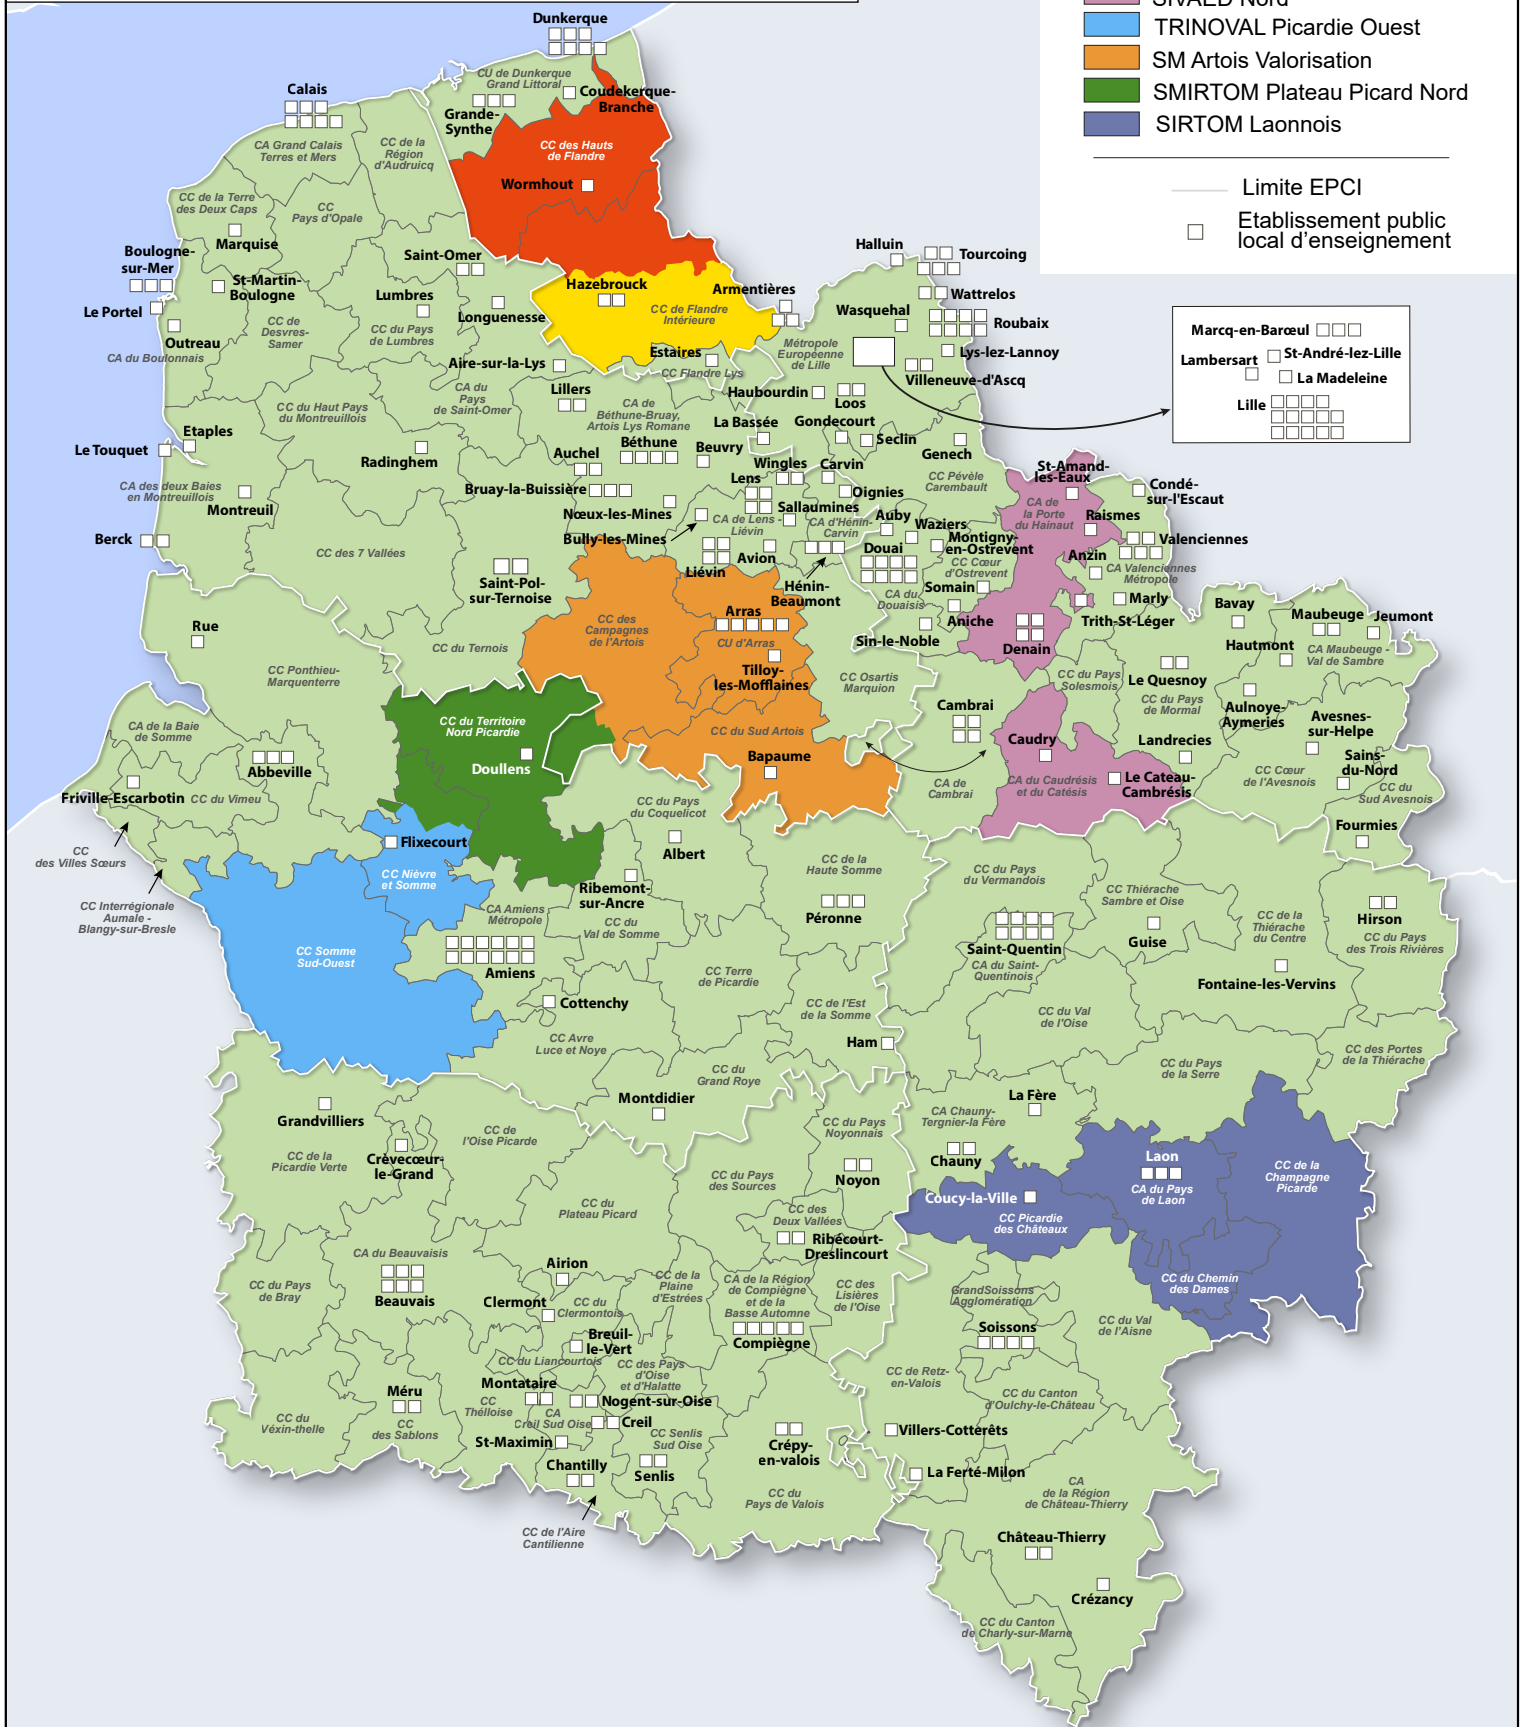 SIVAED Nord
TRINOVAL Picardie Ouest
SM Artois Valorisation
SMIRTOM Plateau Picard Nord
SIRTOM Laonnois
Limite EPCI
Etablissement public
local d'enseignement
Dunkerque
CU de Dunkerque
Grand Littoral
Coudekerque-
Branche
Grande-
Synthe
Calais
CA Grand Calais
Terres et Mers
CC de la
Région
d'Audruicq
CC des Hauts
de Flandre
Wormhout
CC de la Terre
des Deux Caps
CC
Pays d'Opale
Marquise
Boulogne-
sur-Mer
St-Martin-
Boulogne
Le Portel
Outreau
CA du Boulonnais
CC de
Desvres-
Samer
Saint-Omer
Lumbres
CC du Pays
de Lumbres
Longuenesse
Hazebrouck
CC de Flandre
Intérieure
Armentières
Estaires
CC Flandre Lys
Aire-sur-la-Lys
Halluin
Tourcoing
Wattrelos
Wasquehal
Roubaix
Métropole
Européenne
de Lille
Lys-lez-Lannoy
Villeneuve-d'Ascq
Marcq-en-Barœul
Lambersart
St-André-lez-Lille
La Madeleine
Lille
Haubourdin
Loos
Lillers
CA du
Pays
de Saint-Omer
CA de
Béthune-Bruay,
Artois Lys Romane
CC du Haut Pays
du Montreuillois
La Bassée
Gondecourt
Seclin
Genech
Etaples
Le Touquet
Radinghem
Béthune
Beuvry
Auchel
Wingles
Carvin
Lens
CC Pévèle
Carembault
St-Amand-
les-Eaux
Condé-
sur-l'Escaut
CA des deux Baies
en Montreuillois
Montreuil
Bruay-la-Buissière
Nœux-les-Mines
Bully-les-Mines
Oignies
Sallaumines
CA de Lens -
Liévin
CA d'Hénin-
Carvin
Auby
Waziers
CA de
la Porte
du Hainaut
Raismes
Berck
CC des 7 Vallées
Liévin
Avion
Douai
Montigny-
en-Ostrevent
CC Cœur
d'Ostrevent
Anzin
Valenciennes
CA Valenciennes
Métropole
Saint-Pol-
sur-Ternoise
Hénin-
Beaumont
Somain
CA du
Douaisis
Marly
Trith-St-Léger
Bavay
Maubeuge
Jeumont
Rue
CC des
Campagnes
de l'Artois
Arras
CU d'Arras
Sin-le-Noble
Aniche
Denain
Hautmont
CA Maubeuge -
Val de Sambre
CC du Ternois
Tilloy-
les-Mofflaines
CC Ponthieu-
Marquenterre
CC Osartis
Marquion
CC du Pays
Solesmois
Le Quesnoy
CC du Pays
de Mormal
Aulnoye-
Aymeries
CA de la Baie
de Somme
CC du Territoire
Nord Picardie
CC du Sud Artois
Cambrai
Avesnes-
sur-Helpe
Caudry
Landrecies
Sains-
du-Nord
Abbeville
Doullens
Bapaume
CA de
Cambrai
CA du Caudrésis
et du Catésis
Le Cateau-
Cambrésis
CC Cœur
de l'Avesnois
CC du
Sud Avesnois
Friville-Escarbotin
CC du Vimeu
CC du Pays
du Coquelicot
Fourmies
Flixecourt
Albert
CC
des Villes Sœurs
CC Nièvre
et Somme
CC de la
Haute Somme
CC du Pays
du Vermandois
CC Thiérache
Sambre et Oise
Ribemont-
sur-Ancre
CC Interrégionale
Aumale -
Blangy-sur-Bresle
CA Amiens
Métropole
CC du
Val de Somme
Péronne
Saint-Quentin
CA du Saint-
Quentinois
Guise
CC de la
Thiérache
du Centre
Hirson
CC du Pays
des Trois Rivières
CC Somme
Sud-Ouest
Amiens
CC Terre
de Picardie
Fontaine-les-Vervins
Cottenchy
CC de l'Est
de la Somme
CC du Val
de l'Oise
CC Avre
Luce et Noye
Ham
CC du
Grand Roye
CC du Pays
de la Serre
CC des Portes
de la Thiérache
Montdidier
La Fère
Grandvilliers
CC de
l'Oise Picarde
CC du Pays
Noyonnais
CA Chauny-
Tergnier-la Fère
CC de la
Picardie Verte
Crèvecœur-
le-Grand
Chauny
Laon
CA du Pays
de Laon
CC de la
Champagne
Picarde
CC du Pays
des Sources
Noyon
Coucy-la-Ville
CC Picardie
des Châteaux
CC du
Plateau Picard
CC des
Deux Vallées
Ribécourt-
Dreslincourt
CA du Beauvaisis
Beauvais
CC du Pays
de Bray
Airion
Clermont
CC du
Clermontois
CC de la
Plaine
d'Estrées
CA de la Région
de Compiègne
et de la
Basse Automne
Compiègne
CC des
Lisières
de l'Oise
GrandSoissons
Agglomération
Soissons
CC du Chemin
des Dames
CC du Val
de l'Aisne
Breuil-
le-Vert
CC du Liancourtois
CC des Pays
d'Oise
et d'Halatte
CC de Retz-
en-Valois
CC du Canton
d'Oulchy-le-Château
Méru
CC
des Sablons
Montataire
CC
Thélloise
CA
Creil Sud Oise
Nogent-sur-Oise
Creil
CC du
Véxin-thelle
St-Maximin
CC Senlis
Sud Oise
Chantilly
Senlis
Crépy-
en-valois
Villers-Cotterêts
La Ferté-Milon
CC du
Pays de Valois
CA
de la Région
de Château-Thierry
CC de l'Aire
Cantilienne
Château-Thierry
Crézancy
CC du Canton
de Charly-sur-Marne